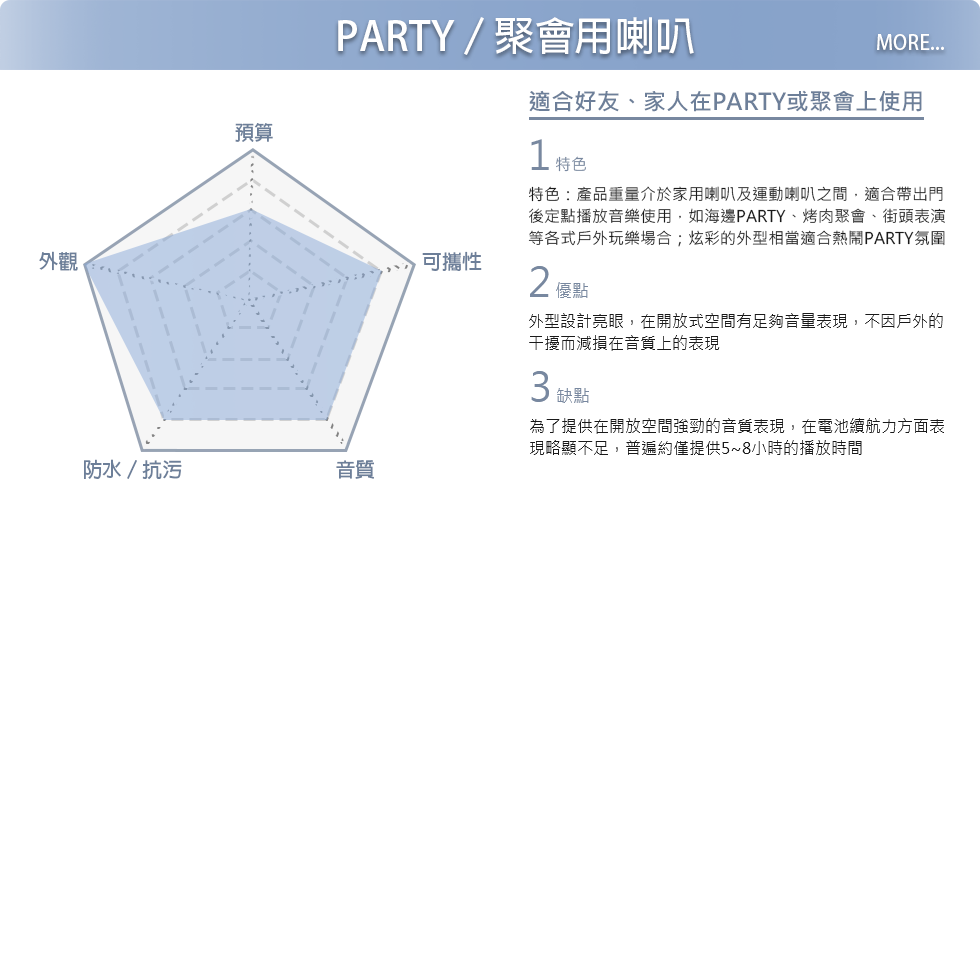 PARTY / 聚會用喇叭
MORE...
適合好友、家人在PARTY或聚會上使用
預算
外觀
可攜性
防水 / 抗污
音質
1 特色
特色：產品重量介於家用喇叭及運動喇叭之間，適合帶出門
後定點播放音樂使用，如海邊PARTY、烤肉聚會、街頭表演
等各式戶外玩樂場合；炫彩的外型相當適合熱鬧PARTY氛圍
2 優點
外型設計亮眼，在開放式空間有足夠音量表現，不因戶外的
干擾而減損在音質上的表現
3 缺點
為了提供在開放空間強勁的音質表現，在電池續航力方面表
現略顯不足，普遍約僅提供5~8小時的播放時間